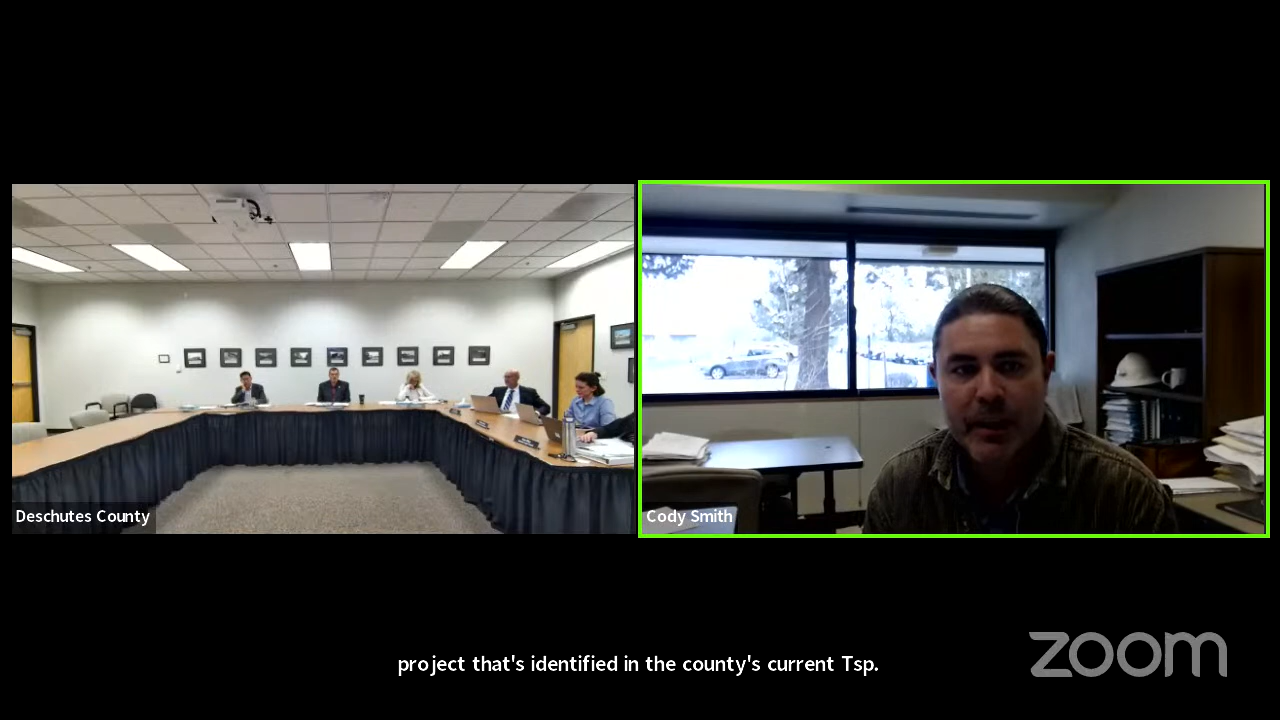 Deschutes County
Cody Smith
project that's identified in the county's current Tsp.
zoom